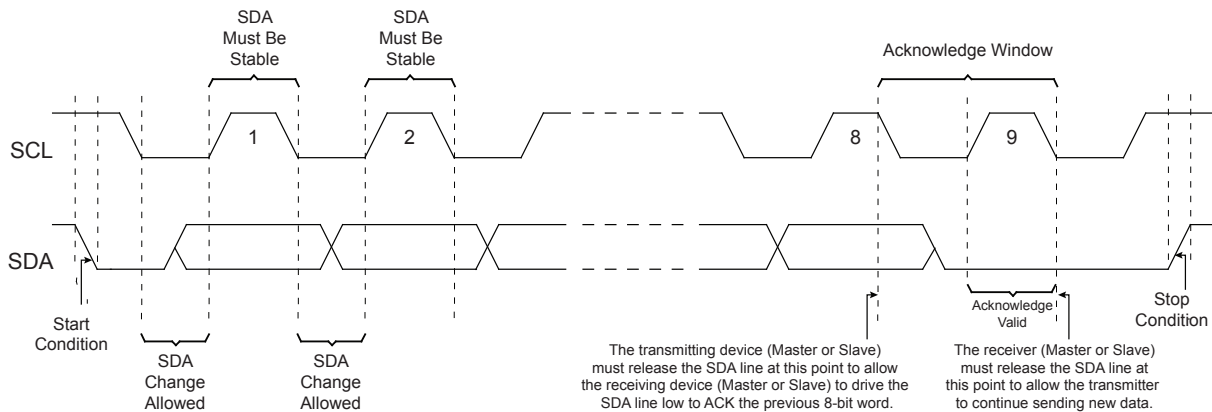 SDA
Must Be
Stable
SDA
Must Be
Stable
Acknowledge Window
SCL
1
2
8
9
SDA
Start
Condition
SDA
Change
Allowed
SDA
Change
Allowed
Acknowledge
Valid
Stop
Condition
The transmitting device (Master or Slave)
must release the SDA line at this point to allow
the receiving device (Master or Slave) to drive the
SDA line low to ACK the previous 8-bit word.
The receiver (Master or Slave)
must release the SDA line at
this point to allow the transmitter
to continue sending new data.